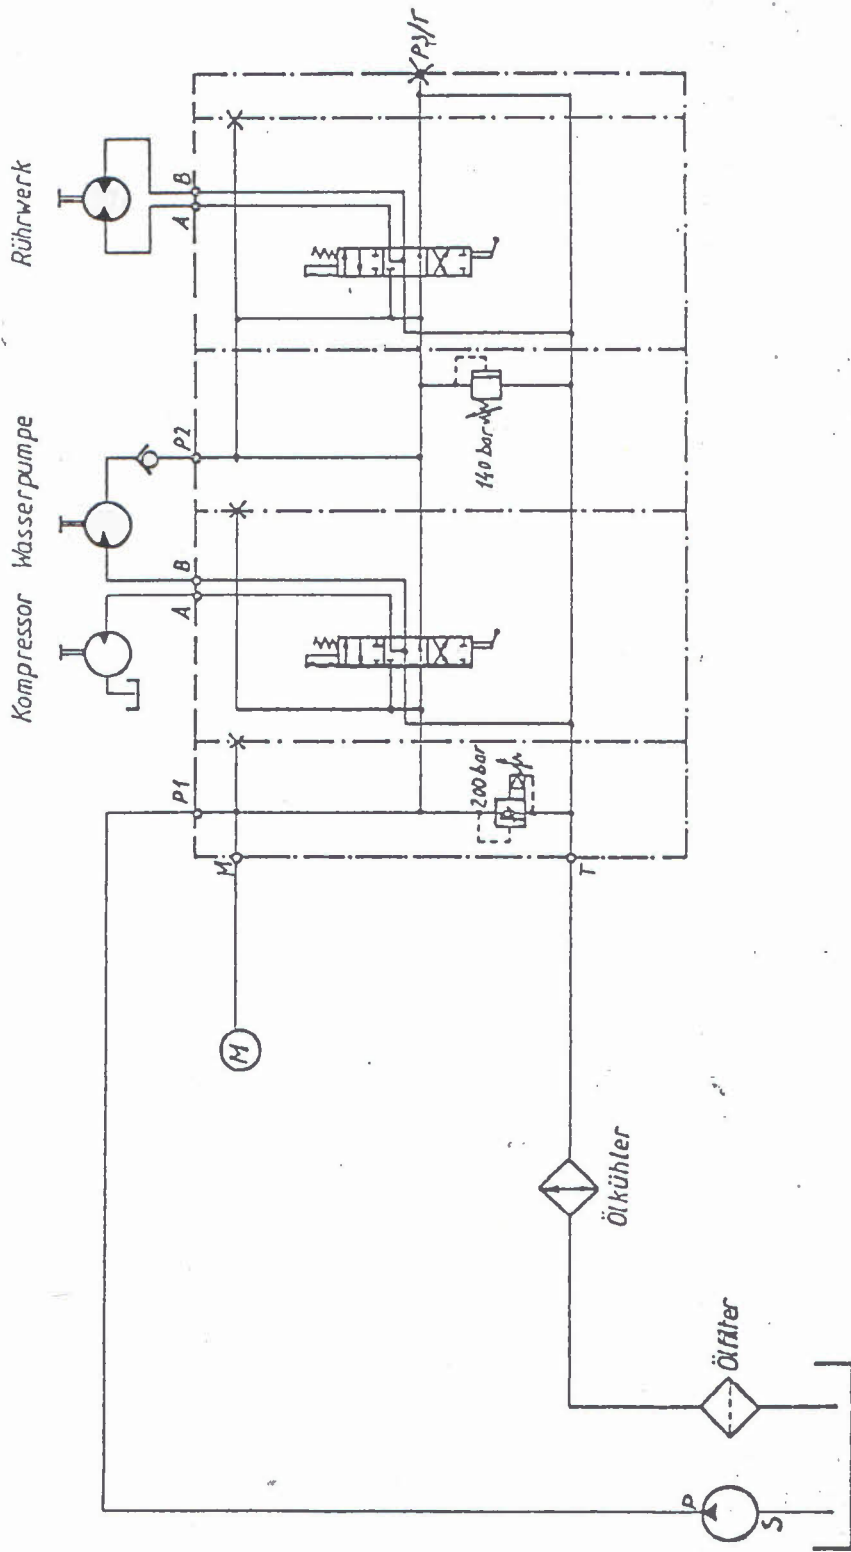 Kompressor
Wasserpumpe
Rührwerk
P1
A
B
P2
A
B
M
M
200 bar
140 bar
P3/T
T
Ölkühler
Ölfilter
P
S